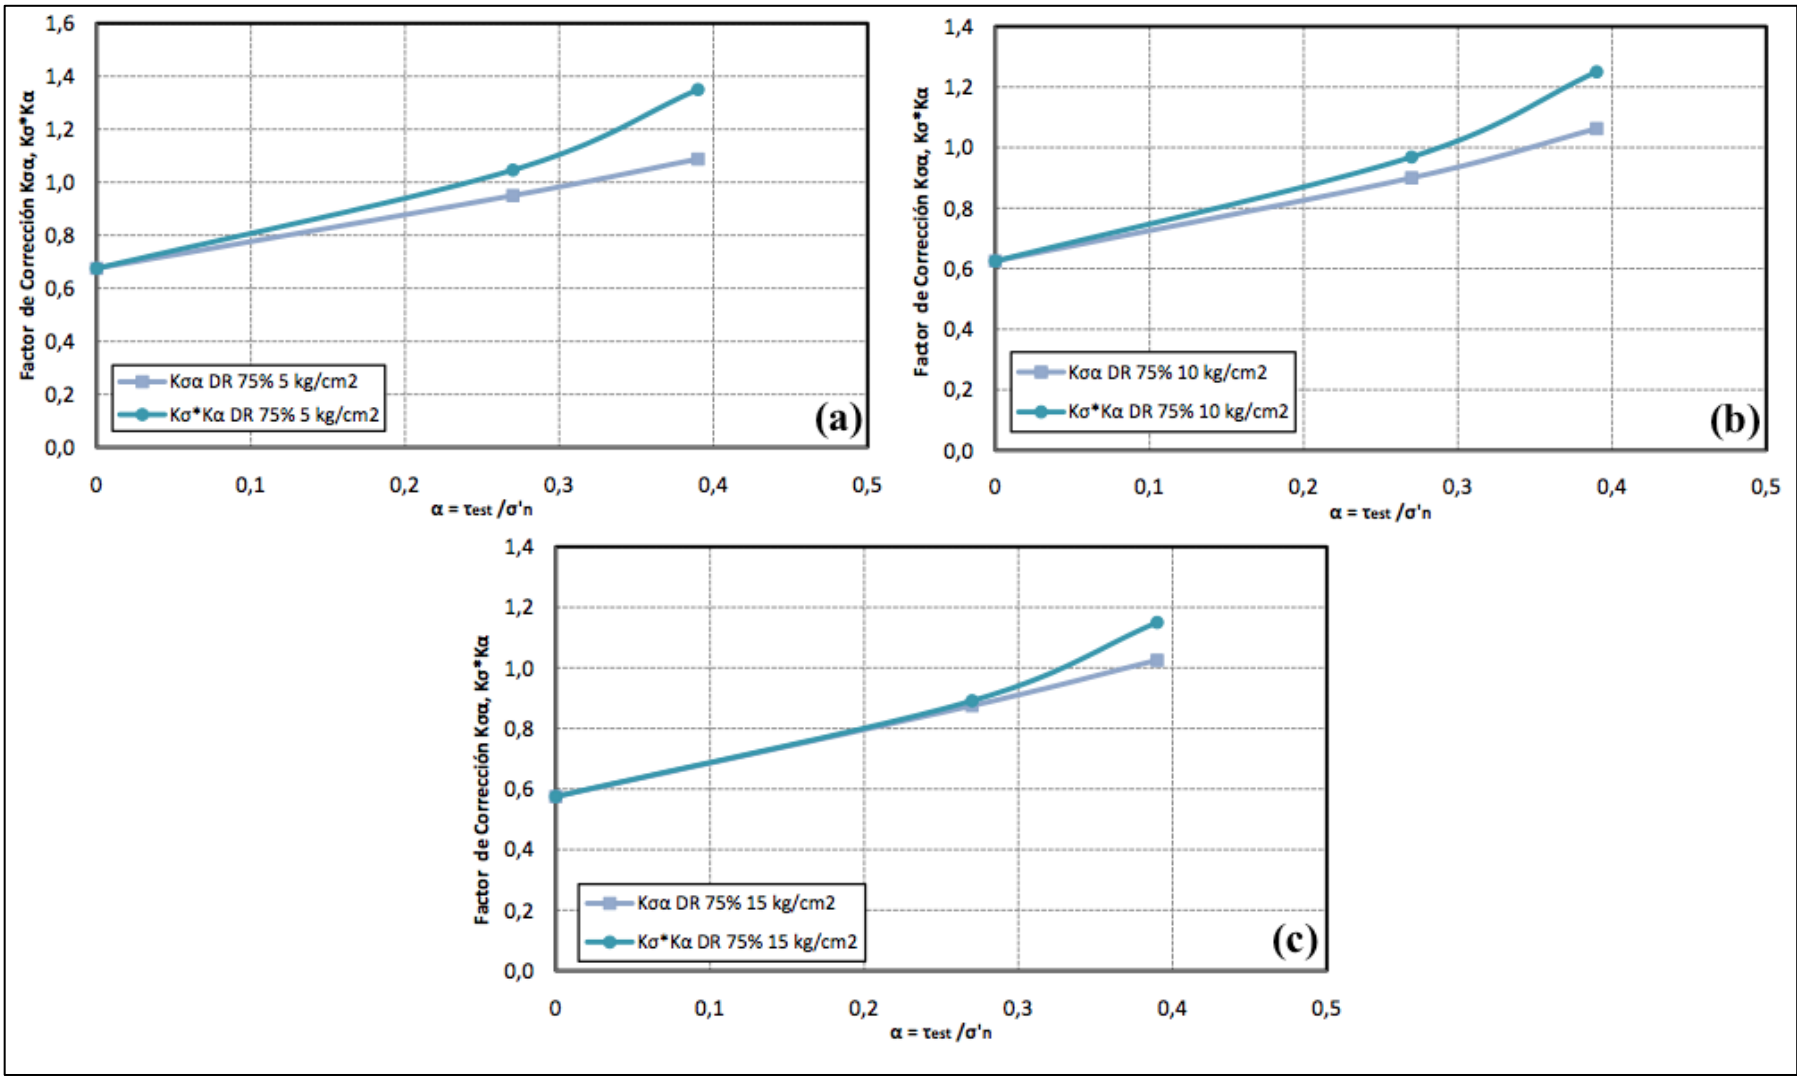 Factor de Corrección Kσα, Kσ*Kα
1,6
1,4
1,2
1,0
0,8
0,6
0,4
0,2
0,0
Kσα DR 75% 5 kg/cm2
Kσ*Kα DR 75% 5 kg/cm2
(a)
0 0,1 0,2 0,3 0,4 0,5
α = τest /σ'n
Factor de Corrección Kσα, Kσ*Kα
1,4
1,2
1,0
0,8
0,6
0,4
0,2
0,0
Kσα DR 75% 10 kg/cm2
Kσ*Kα DR 75% 10 kg/cm2
(b)
0 0,1 0,2 0,3 0,4 0,5
α = τest /σ'n
Factor de Corrección Kσα, Kσ*Kα
1,4
1,2
1,0
0,8
0,6
0,4
0,2
0,0
Kσα DR 75% 15 kg/cm2
Kσ*Kα DR 75% 15 kg/cm2
(c)
0 0,1 0,2 0,3 0,4 0,5
α = τest /σ'n